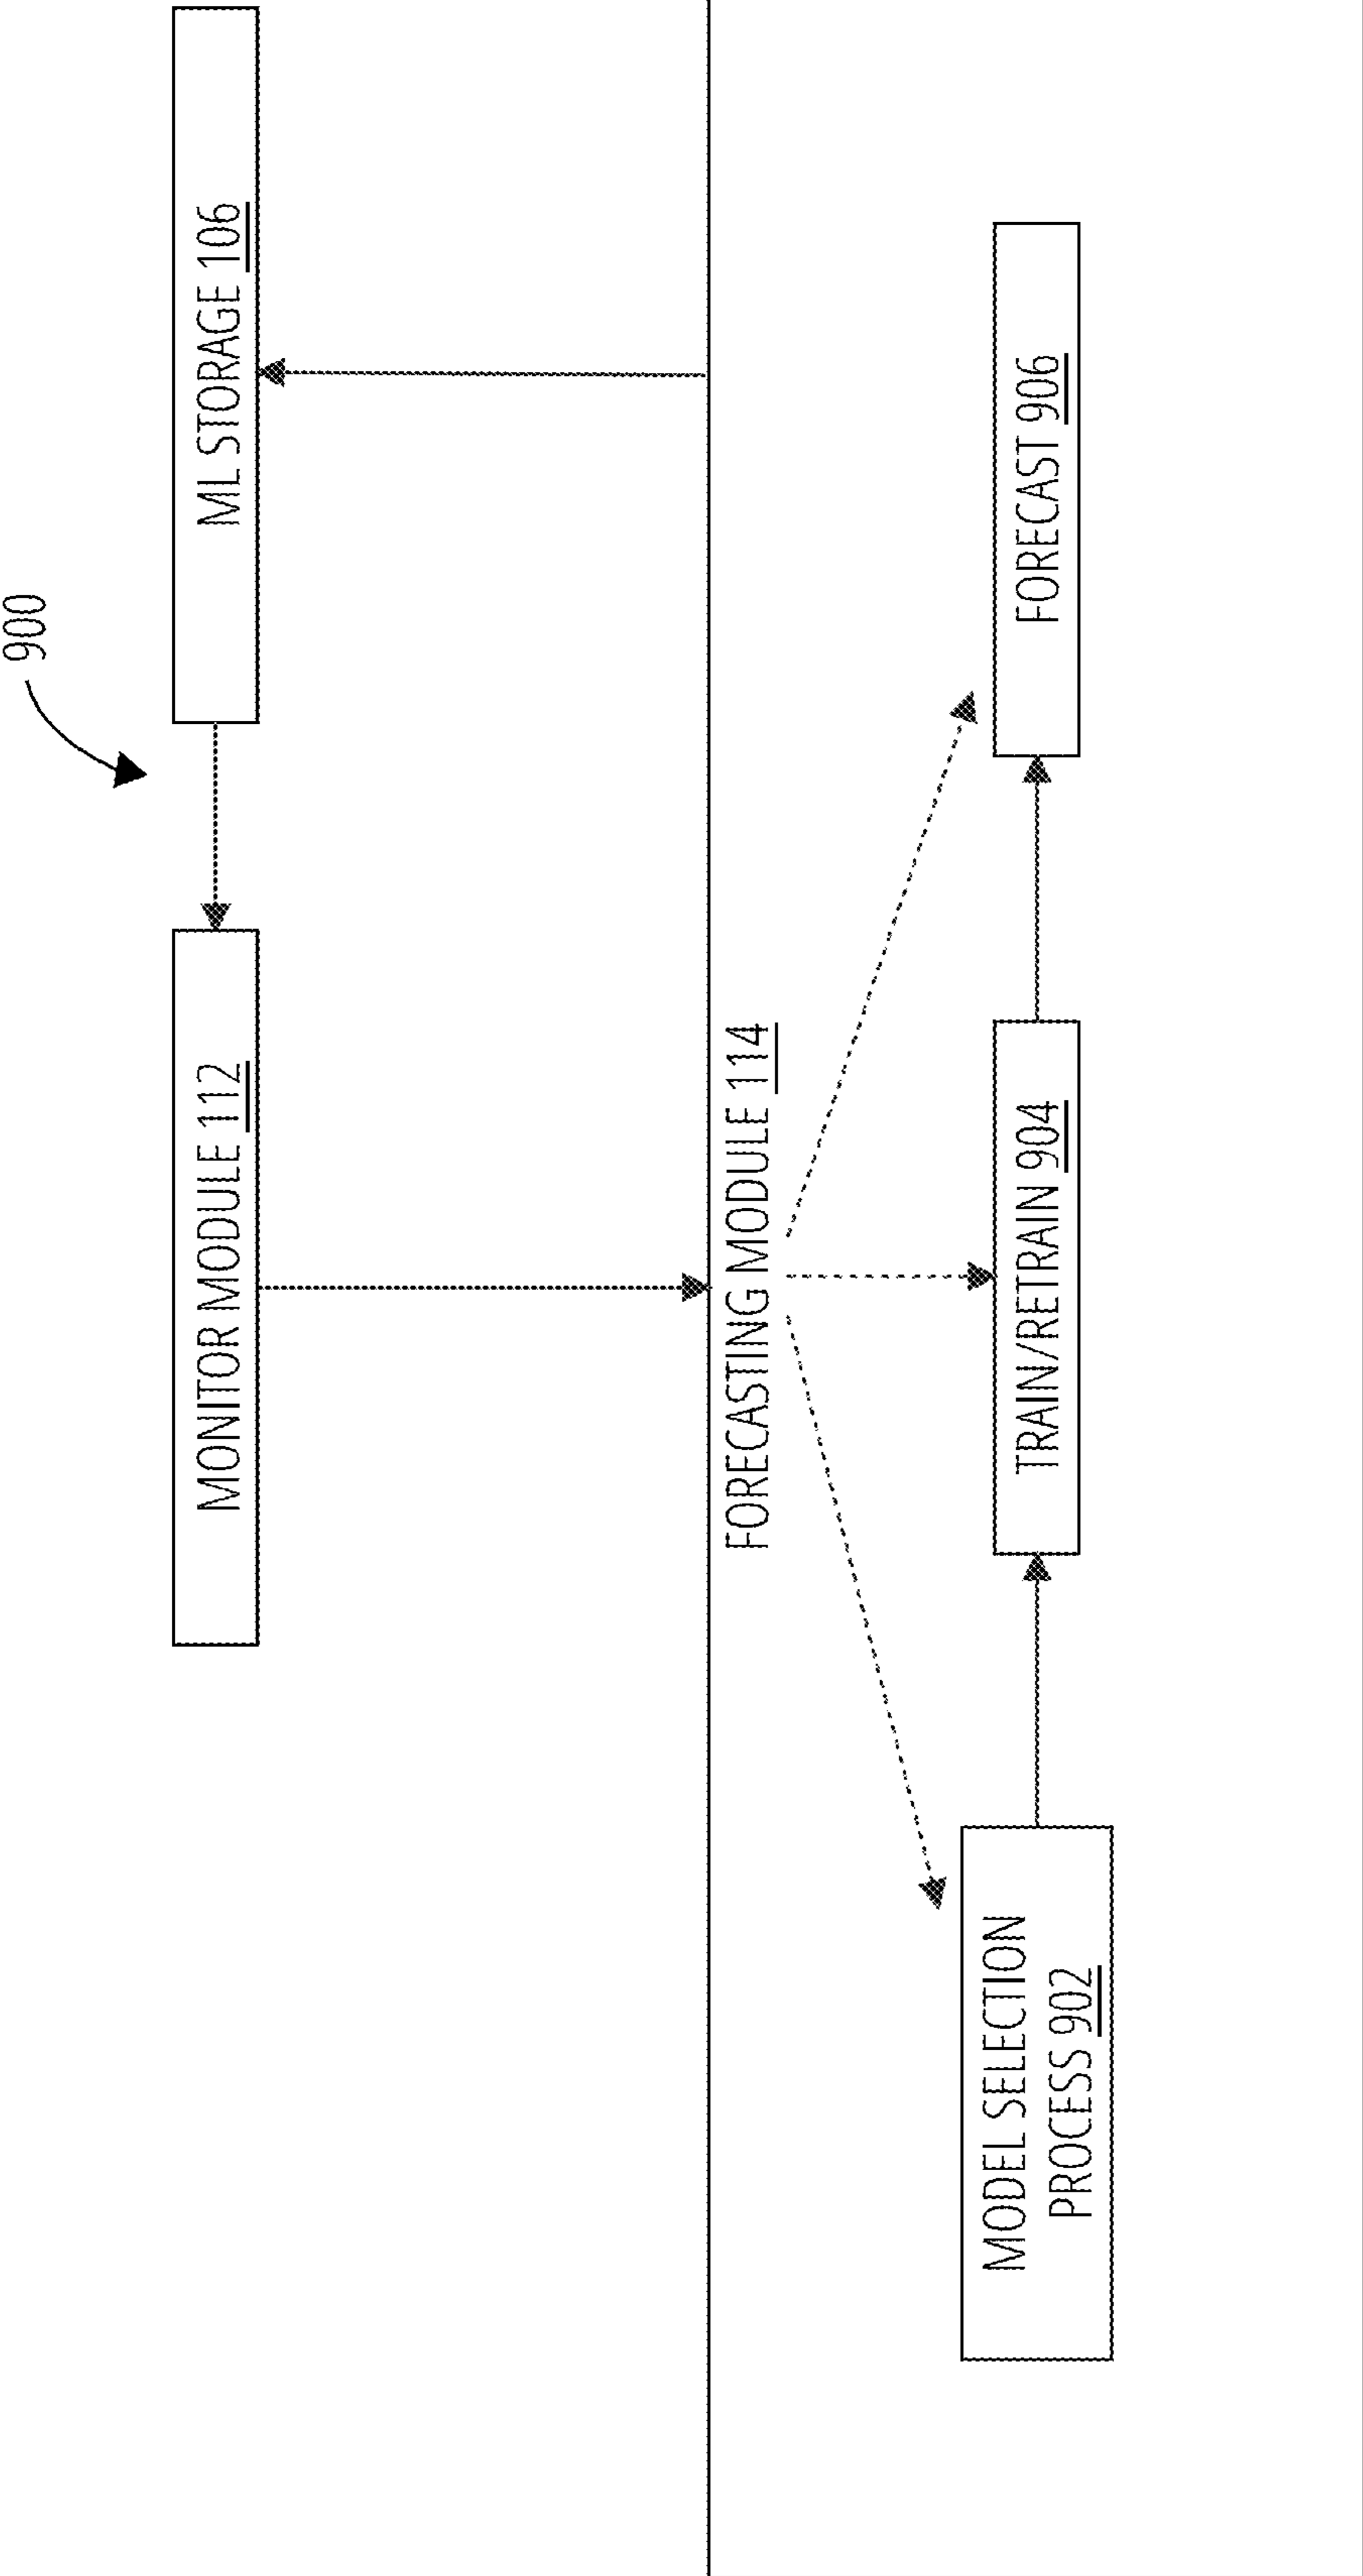 900
MONITOR MODULE 112
ML STORAGE 106
FORECASTING MODULE 114
MODEL SELECTION
PROCESS 902
TRAIN/RETRAIN 904
FORECAST 906